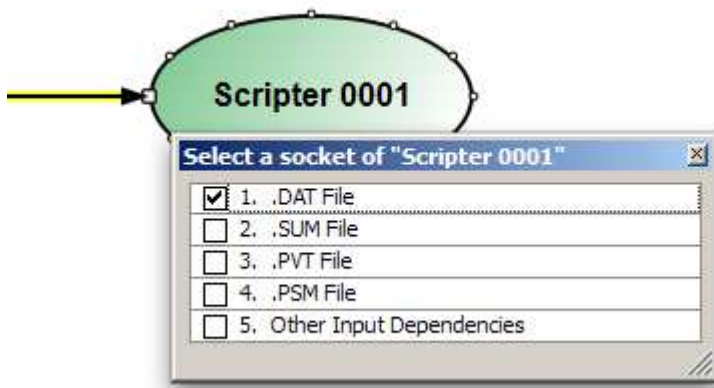 Scripter 0001
Select a socket of "Scripter 0001"
1. .DAT File
2. .SUM File
3. .PVT File
4. .PSM File
5. Other Input Dependencies